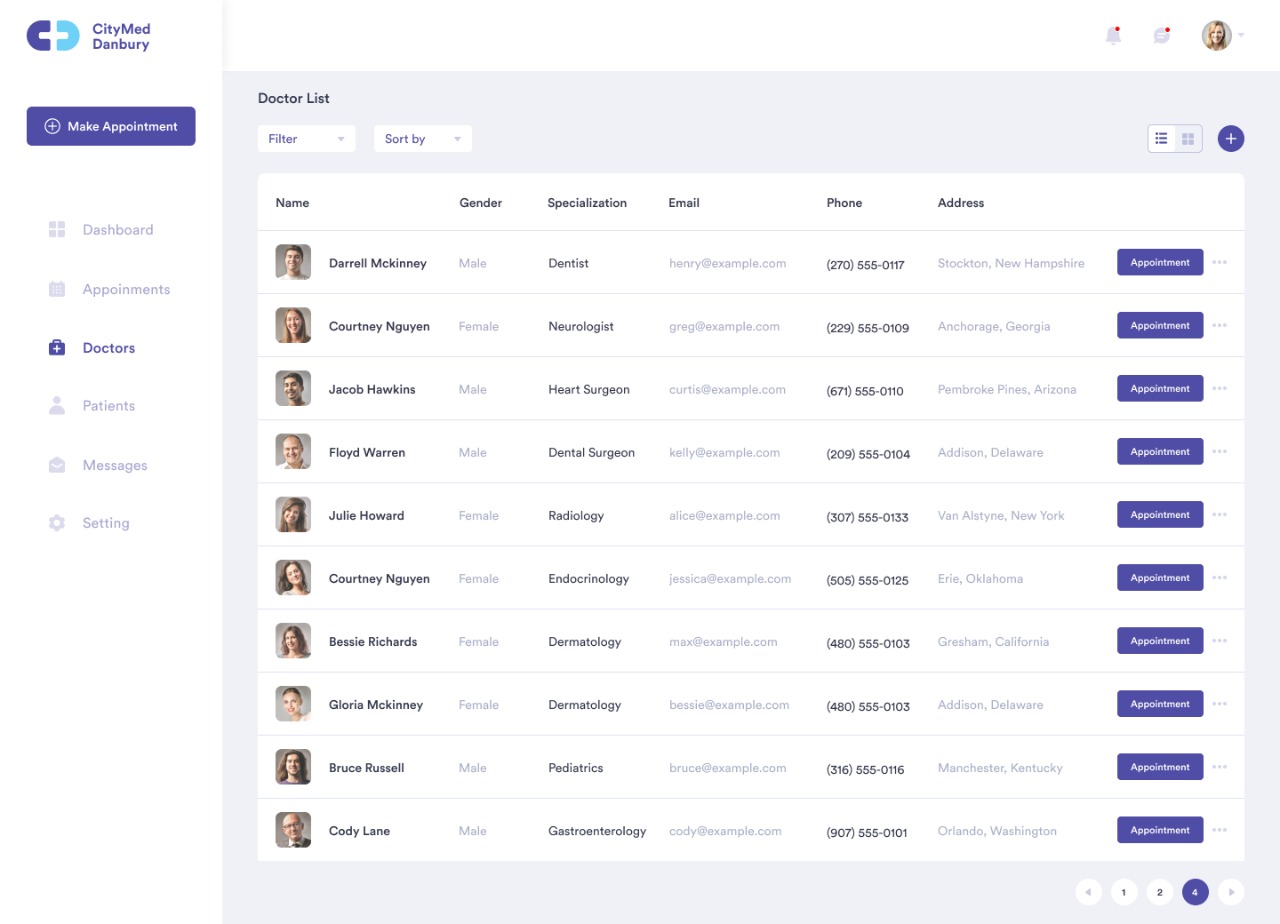 CityMed
Danbury
Make Appointment
Dashboard
Appoinments
Doctors
Patients
Messages
Setting
Doctor List
Filter
Sort by
Name Gender Specialization Email Phone Address
Darrell Mckinney Male Dentist henry@example.com (270) 555-0117 Stockton, New Hampshire Appointment
Courtney Nguyen Female Neurologist greg@example.com (229) 555-0109 Anchorage, Georgia Appointment
Jacob Hawkins Male Heart Surgeon curtis@example.com (671) 555-0110 Pembroke Pines, Arizona Appointment
Floyd Warren Male Dental Surgeon kelly@example.com (209) 555-0104 Addison, Delaware Appointment
Julie Howard Female Radiology alice@example.com (307) 555-0133 Van Alstyne, New York Appointment
Courtney Nguyen Female Endocrinology jessica@example.com (505) 555-0125 Erie, Oklahoma Appointment
Bessie Richards Female Dermatology max@example.com (480) 555-0103 Gresham, California Appointment
Gloria Mckinney Female Dermatology bessie@example.com (480) 555-0103 Addison, Delaware Appointment
Bruce Russell Male Pediatrics bruce@example.com (316) 555-0116 Manchester, Kentucky Appointment
Cody Lane Male Gastroenterology cody@example.com (907) 555-0101 Orlando, Washington Appointment
1 2 4